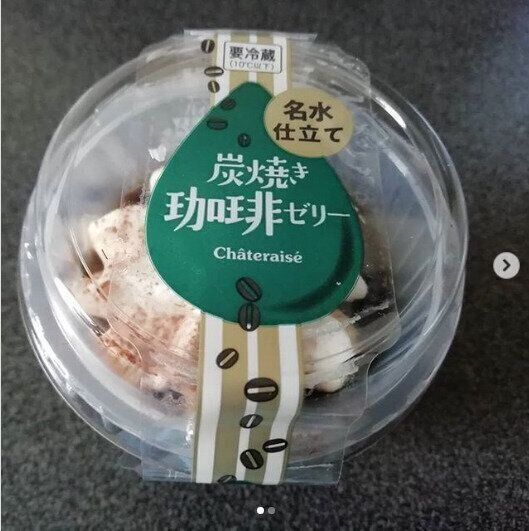 要冷蔵
(10℃以下)
名水
仕立て
炭焼き
珈琲ゼリー
Châteraisé